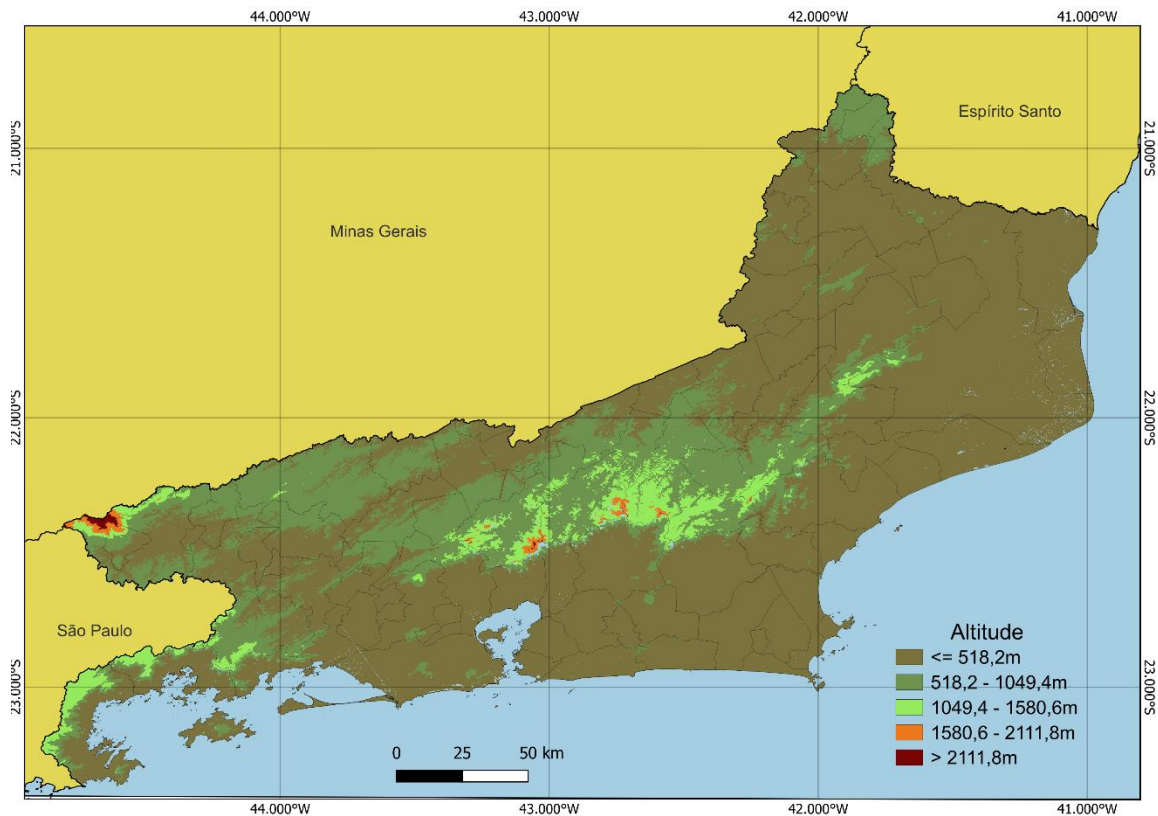 44.000°W 43.000°W 42.000°W 41.000°W
21.000°S
22.000°S
23.000°S
Espírito Santo
Minas Gerais
São Paulo
21.000°S
22.000°S
23.000°S
Altitude
<= 518,2m
518,2 - 1049,4m
1049,4 - 1580,6m
1580,6 - 2111,8m
> 2111,8m
0 25 50 km
44.000°W 43.000°W 42.000°W 41.000°W